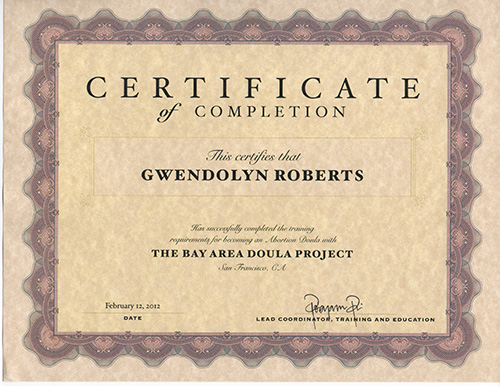 CERTIFICATE
of COMPLETION
This certifies that
GWENDOLYN ROBERTS
Has successfully completed the training
requirements for becoming an Abortion Doula with
THE BAY AREA DOULA PROJECT
San Francisco, CA
February 12, 2012
DATE
LEAD COORDINATOR, TRAINING AND EDUCATION